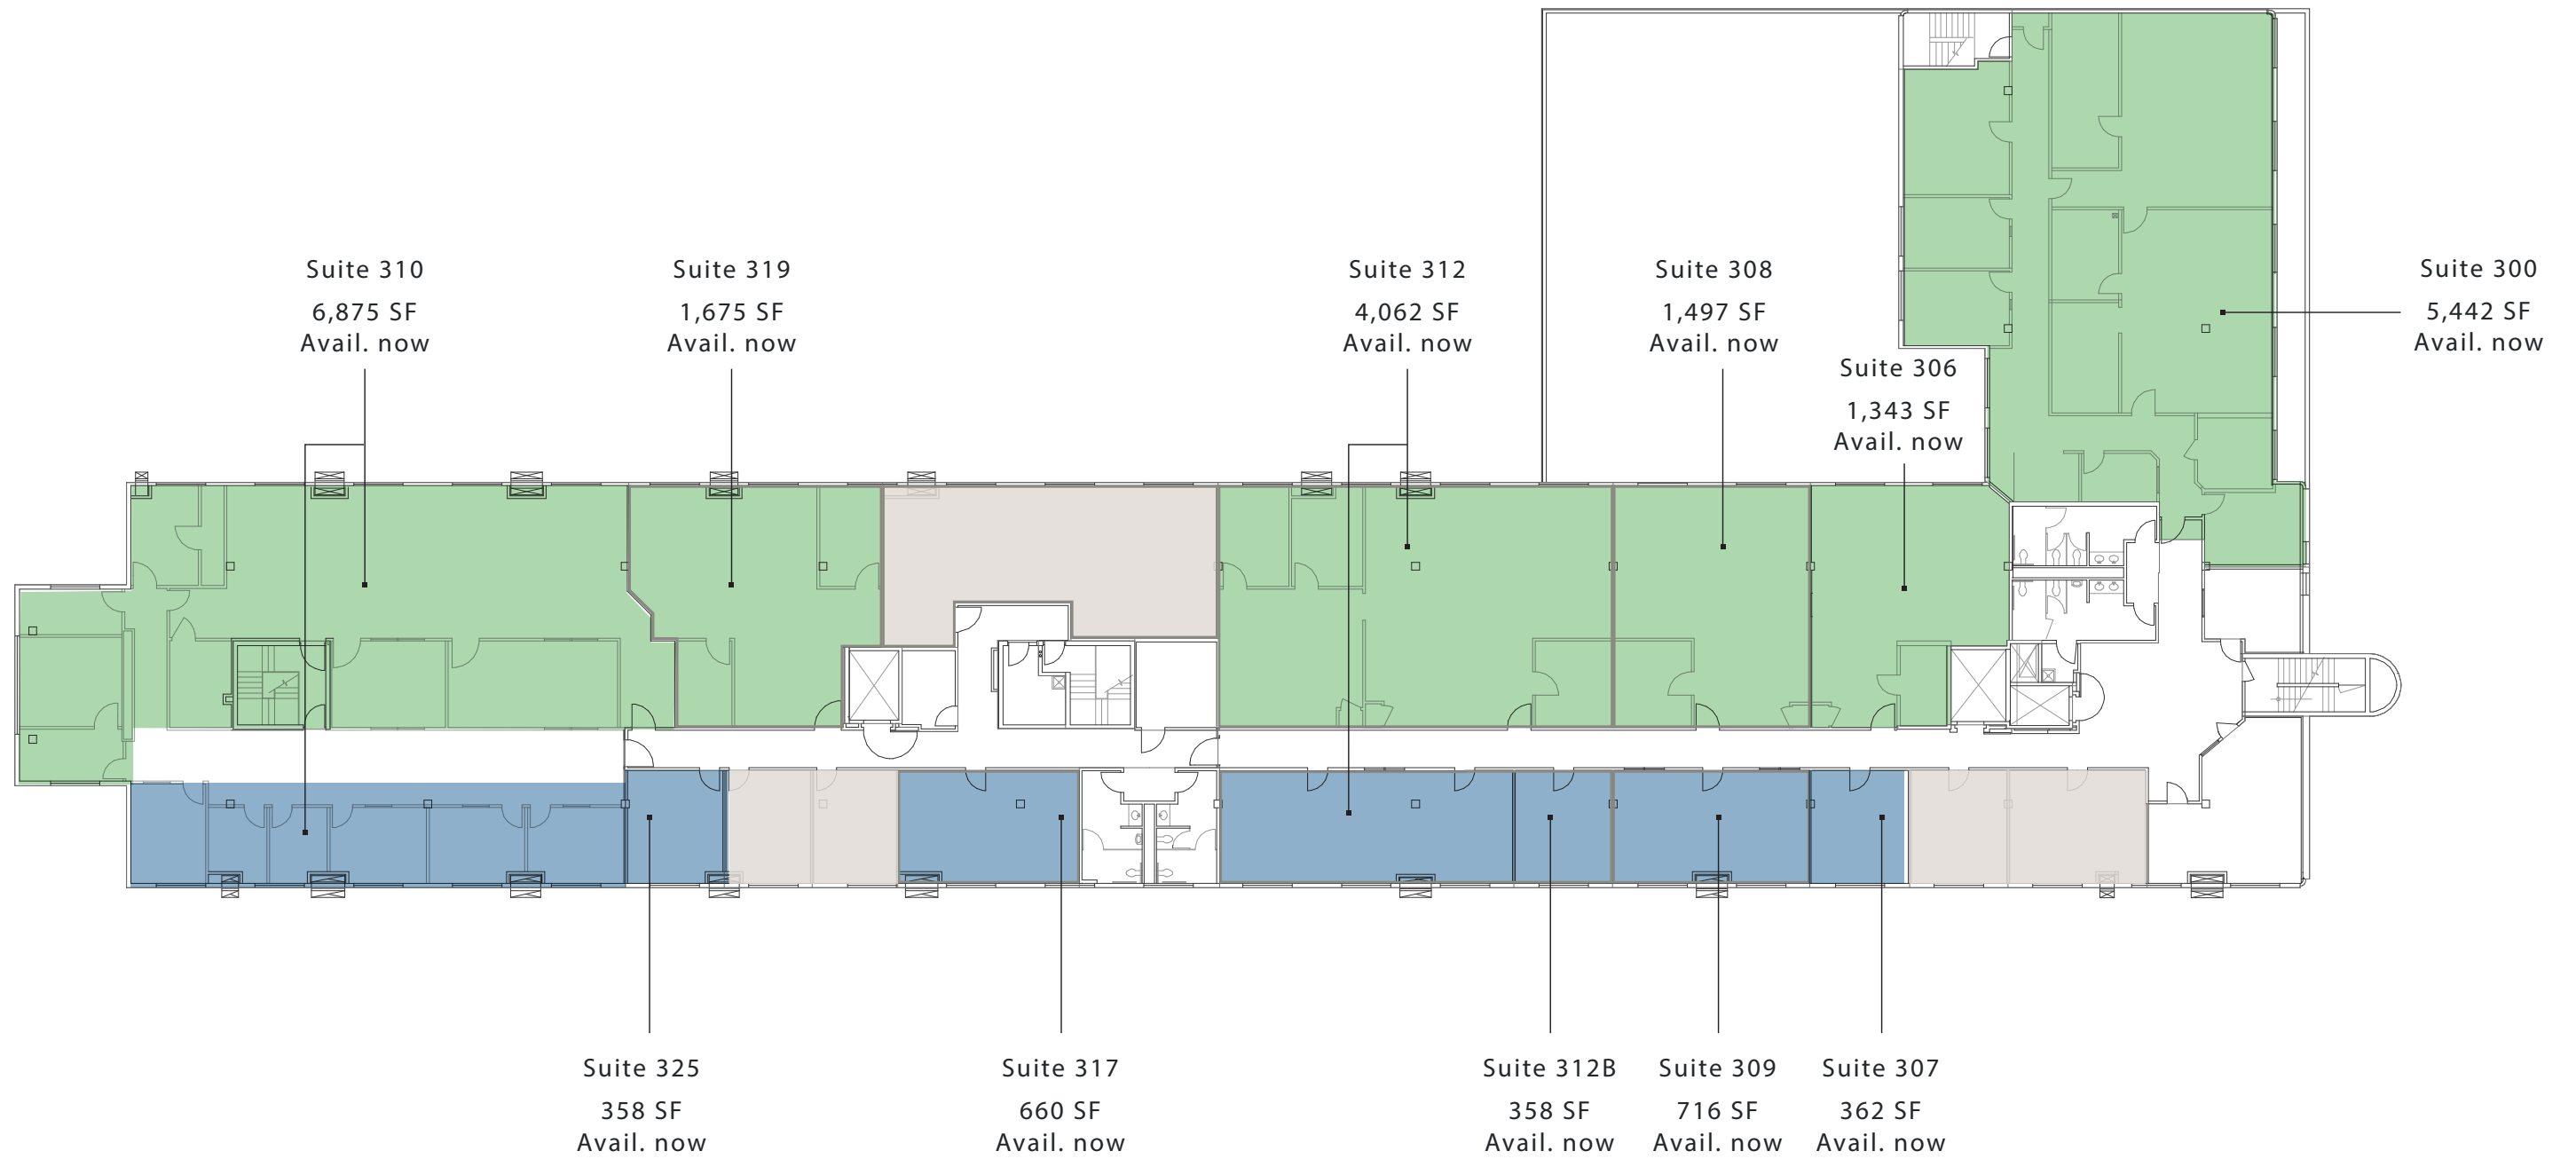 Suite 310
6,875 SF
Avail. now
Suite 319
1,675 SF
Avail. now
Suite 312
4,062 SF
Avail. now
Suite 308
1,497 SF
Avail. now
Suite 306
1,343 SF
Avail. now
Suite 300
5,442 SF
Avail. now
Suite 325
358 SF
Avail. now
Suite 317
660 SF
Avail. now
Suite 312B
358 SF
Avail. now
Suite 309
716 SF
Avail. now
Suite 307
362 SF
Avail. now